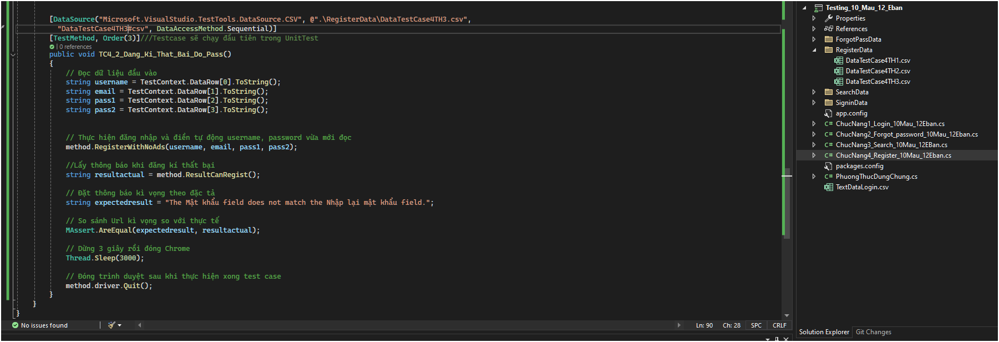 [DataSource("Microsoft.VisualStudio.TestTools.DataSource.CSV", @".\RegisterData\DataTestCase4TH3.csv",
"DataTestCase4TH3#csv", DataAccessMethod.Sequential)]
[TestMethod, Order(3)]///Testcase sẽ chạy đầu tiên trong UnitTest
| 0 references
public void TC4_2_Dang_Ki_That_Bai_Do_Pass()
{
// Đọc dữ liệu đầu vào
string username = TestContext.DataRow[0].ToString();
string email = TestContext.DataRow[1].ToString();
string pass1 = TestContext.DataRow[2].ToString();
string pass2 = TestContext.DataRow[3].ToString();
// Thực hiện đăng nhập và điền tự động username, password vừa mới đọc
method.RegisterWithNoAds(username, email, pass1, pass2);
//Lấy thông báo khi đăng kí thất bại
string resultactual = method.ResultCanRegist();
// Đặt thông báo kì vọng theo đặc tả
string expectedresult = "The Mật khẩu field does not match the Nhập lại mật khẩu field.";
// So sánh Url kì vọng so với thực tế
MAssert.AreEqual(expectedresult, resultactual);
// Dừng 3 giây rồi đóng Chrome
Thread.Sleep(3000);
// Đóng trình duyệt sau khi thực hiện xong test case
method.driver.Quit();
}
}
}
No issues found
Ln: 90 Ch: 28 SPC CRLF
Testing_10_Mau_12_Eban
Properties
References
ForgotPassData
RegisterData
DataTestCase4TH1.csv
DataTestCase4TH2.csv
DataTestCase4TH3.csv
SearchData
SigninData
app.config
C# ChucNang1_Login_10Mau_12Eban.cs
C# ChucNang2_Forgot_password_10Mau_12Eban.cs
C# ChucNang3_Search_10Mau_12EBan.cs
C# ChucNang4_Register_10Mau_12Eban.cs
packages.config
C# PhuongThucDungChung.cs
TextDataLogin.csv
Solution Explorer Git Changes